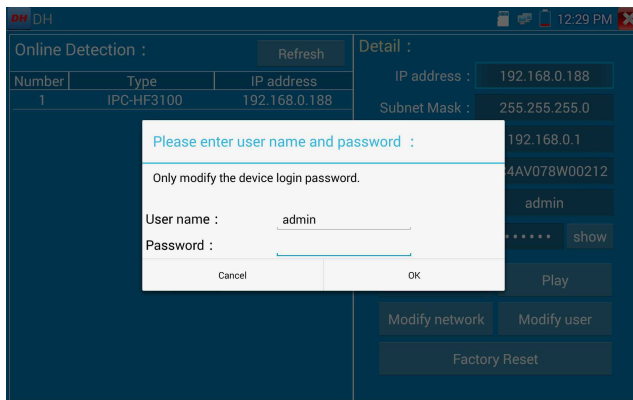 DH DH
12:29 PM
Online Detection :
Refresh
Number Type IP address
1 IPC-HF3100 192.168.0.188
Detail :
IP address : 192.168.0.188
Subnet Mask : 255.255.255.0
192.168.0.1
4AV078W00212
admin
•••••• show
Play
Modify network Modify user
Factory Reset
Please enter user name and password :
Only modify the device login password.
User name : admin
Password :
Cancel OK